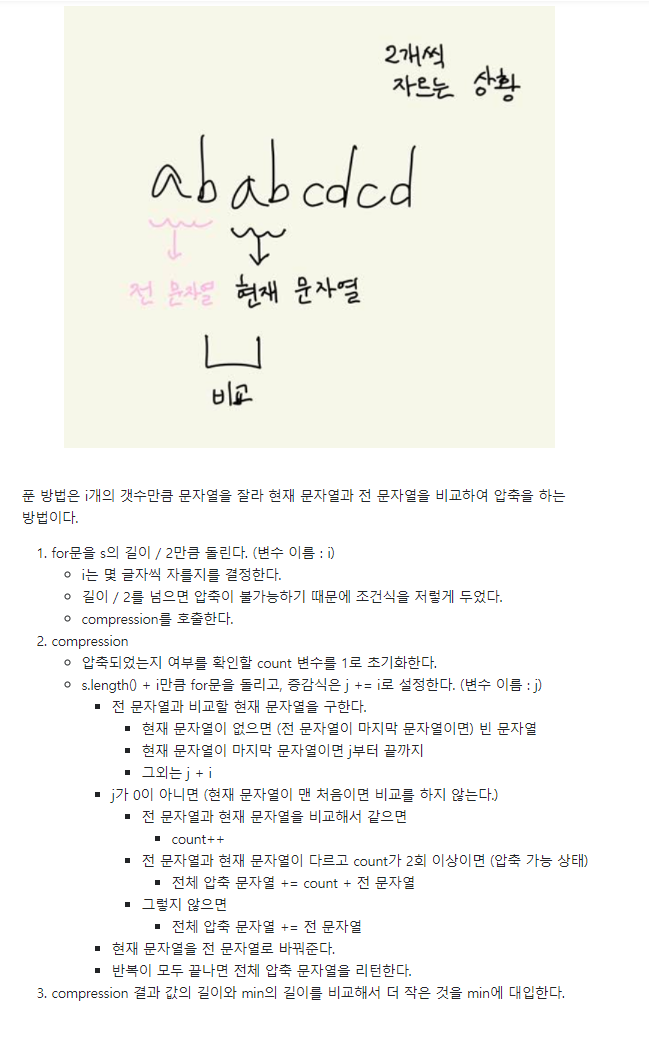 2개씩
자르는 상황
ab ab cd cd
전 문자열 현재 문자열
비교
푼 방법은 i개의 갯수만큼 문자열을 잘라 현재 문자열과 전 문자열을 비교하여 압축을 하는
방법이다.
1. for문을 s의 길이 / 2만큼 돌린다. (변수 이름 : i)
i는 몇 글자씩 자를지를 결정한다.
길이 / 2를 넘으면 압축이 불가능하기 때문에 조건식을 저렇게 두었다.
compression를 호출한다.
2. compression
압축되었는지 여부를 확인할 count 변수를 1로 초기화한다.
s.length() + i만큼 for문을 돌리고, 증감식은 j += i로 설정한다. (변수 이름 : j)
전 문자열과 비교할 현재 문자열을 구한다.
현재 문자열이 없으면 (전 문자열이 마지막 문자열이면) 빈 문자열
현재 문자열이 마지막 문자열이면 j부터 끝까지
그외는 j + i
j가 0이 아니면 (현재 문자열이 맨 처음이면 비교를 하지 않는다.)
전 문자열과 현재 문자열을 비교해서 같으면
count++
전 문자열과 현재 문자열이 다르고 count가 2회 이상이면 (압축 가능 상태)
전체 압축 문자열 += count + 전 문자열
그렇지 않으면
전체 압축 문자열 += 전 문자열
현재 문자열을 전 문자열로 바꿔준다.
반복이 모두 끝나면 전체 압축 문자열을 리턴한다.
3. compression 결과 값의 길이와 min의 길이를 비교해서 더 작은 것을 min에 대입한다.